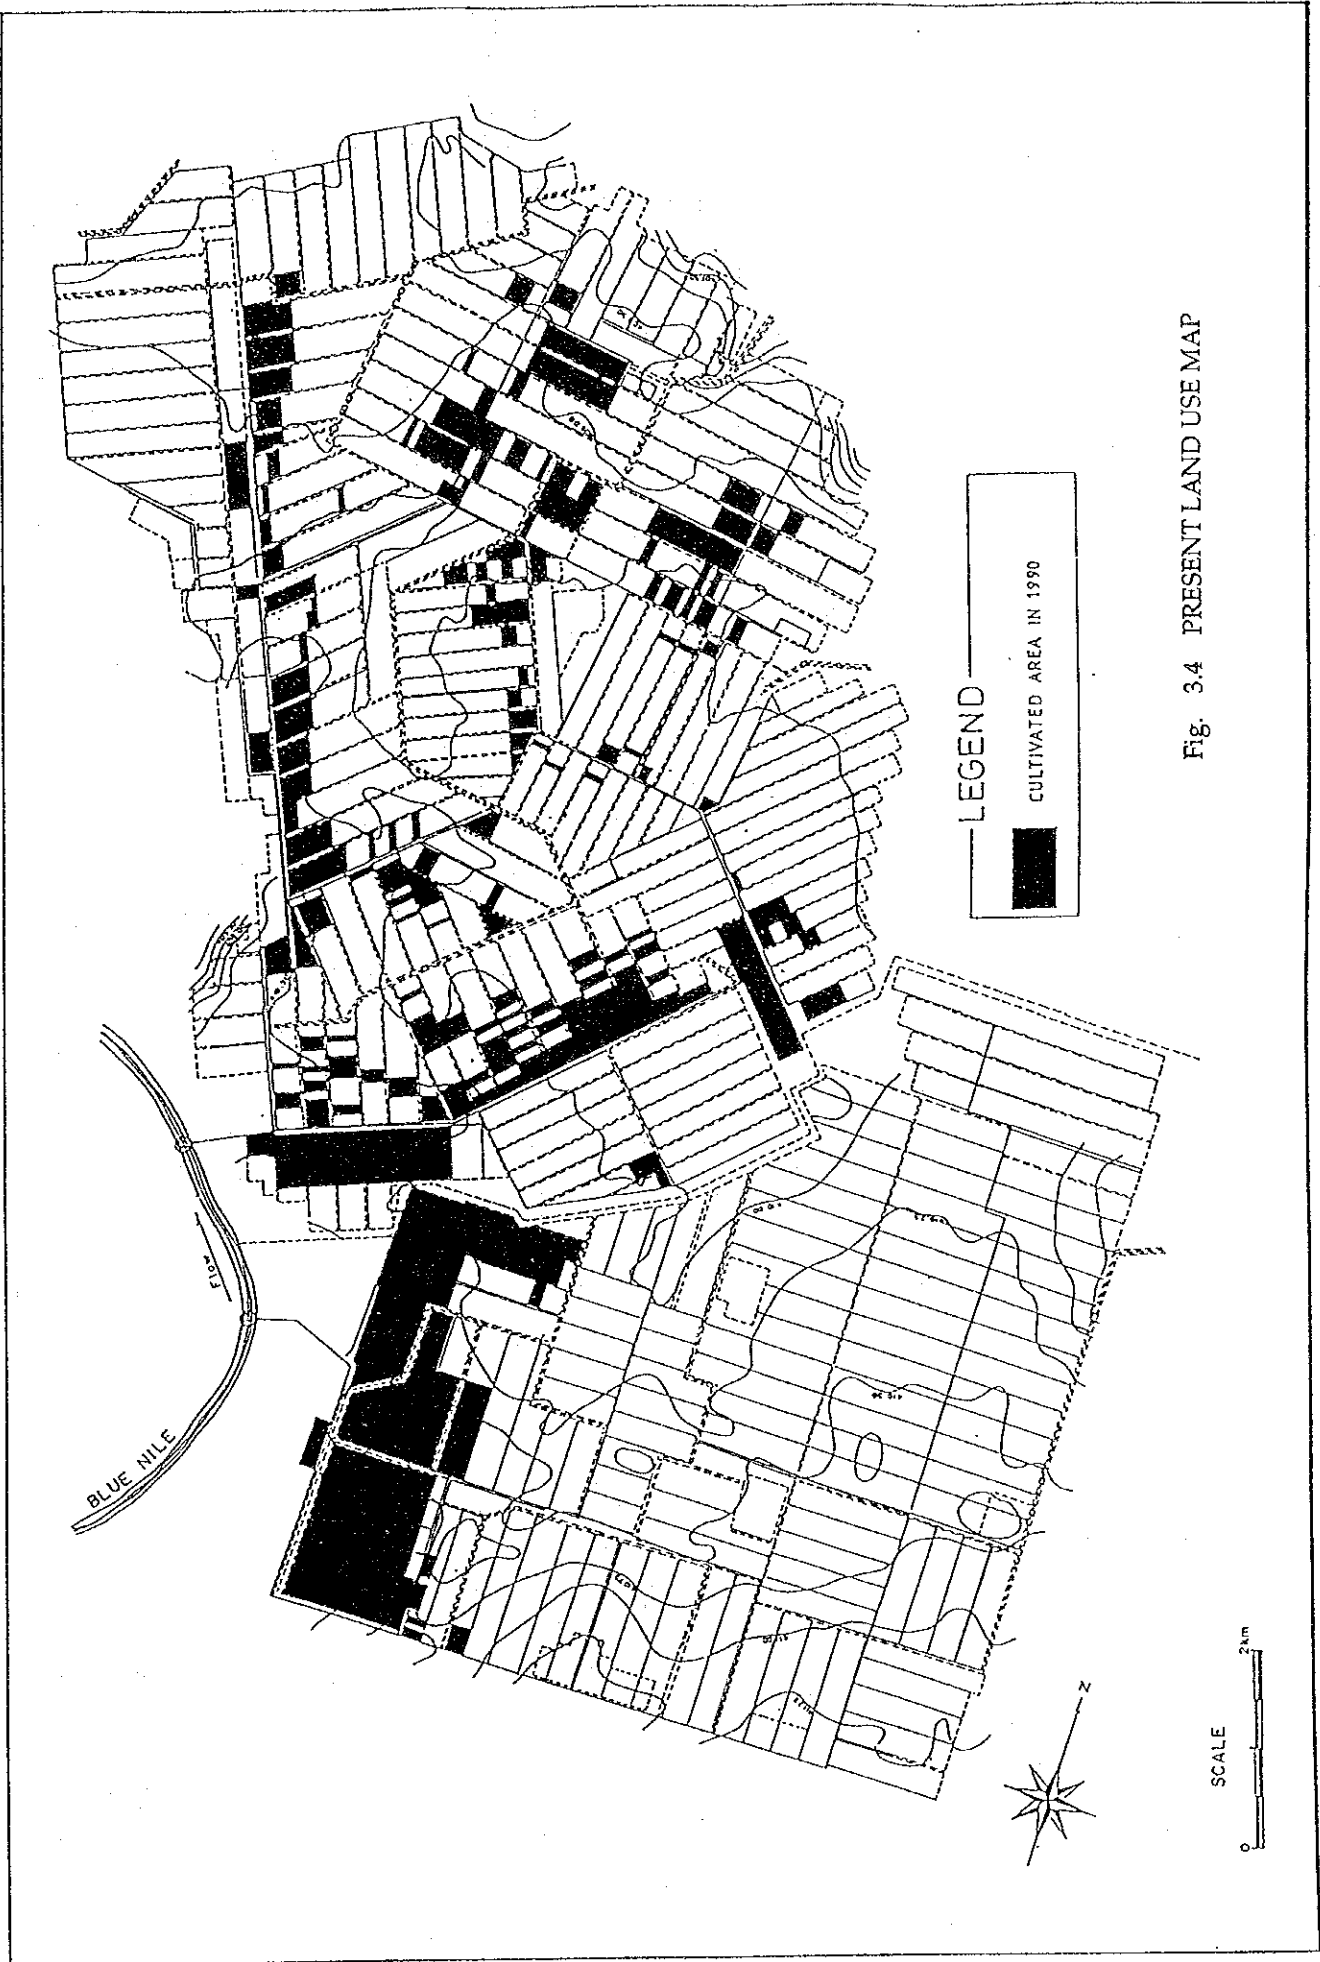 BLUE NILE
Flow
LEGEND
CULTIVATED AREA IN 1990
N
SCALE
0 2km
Fig. 3.4 PRESENT LAND USE MAP